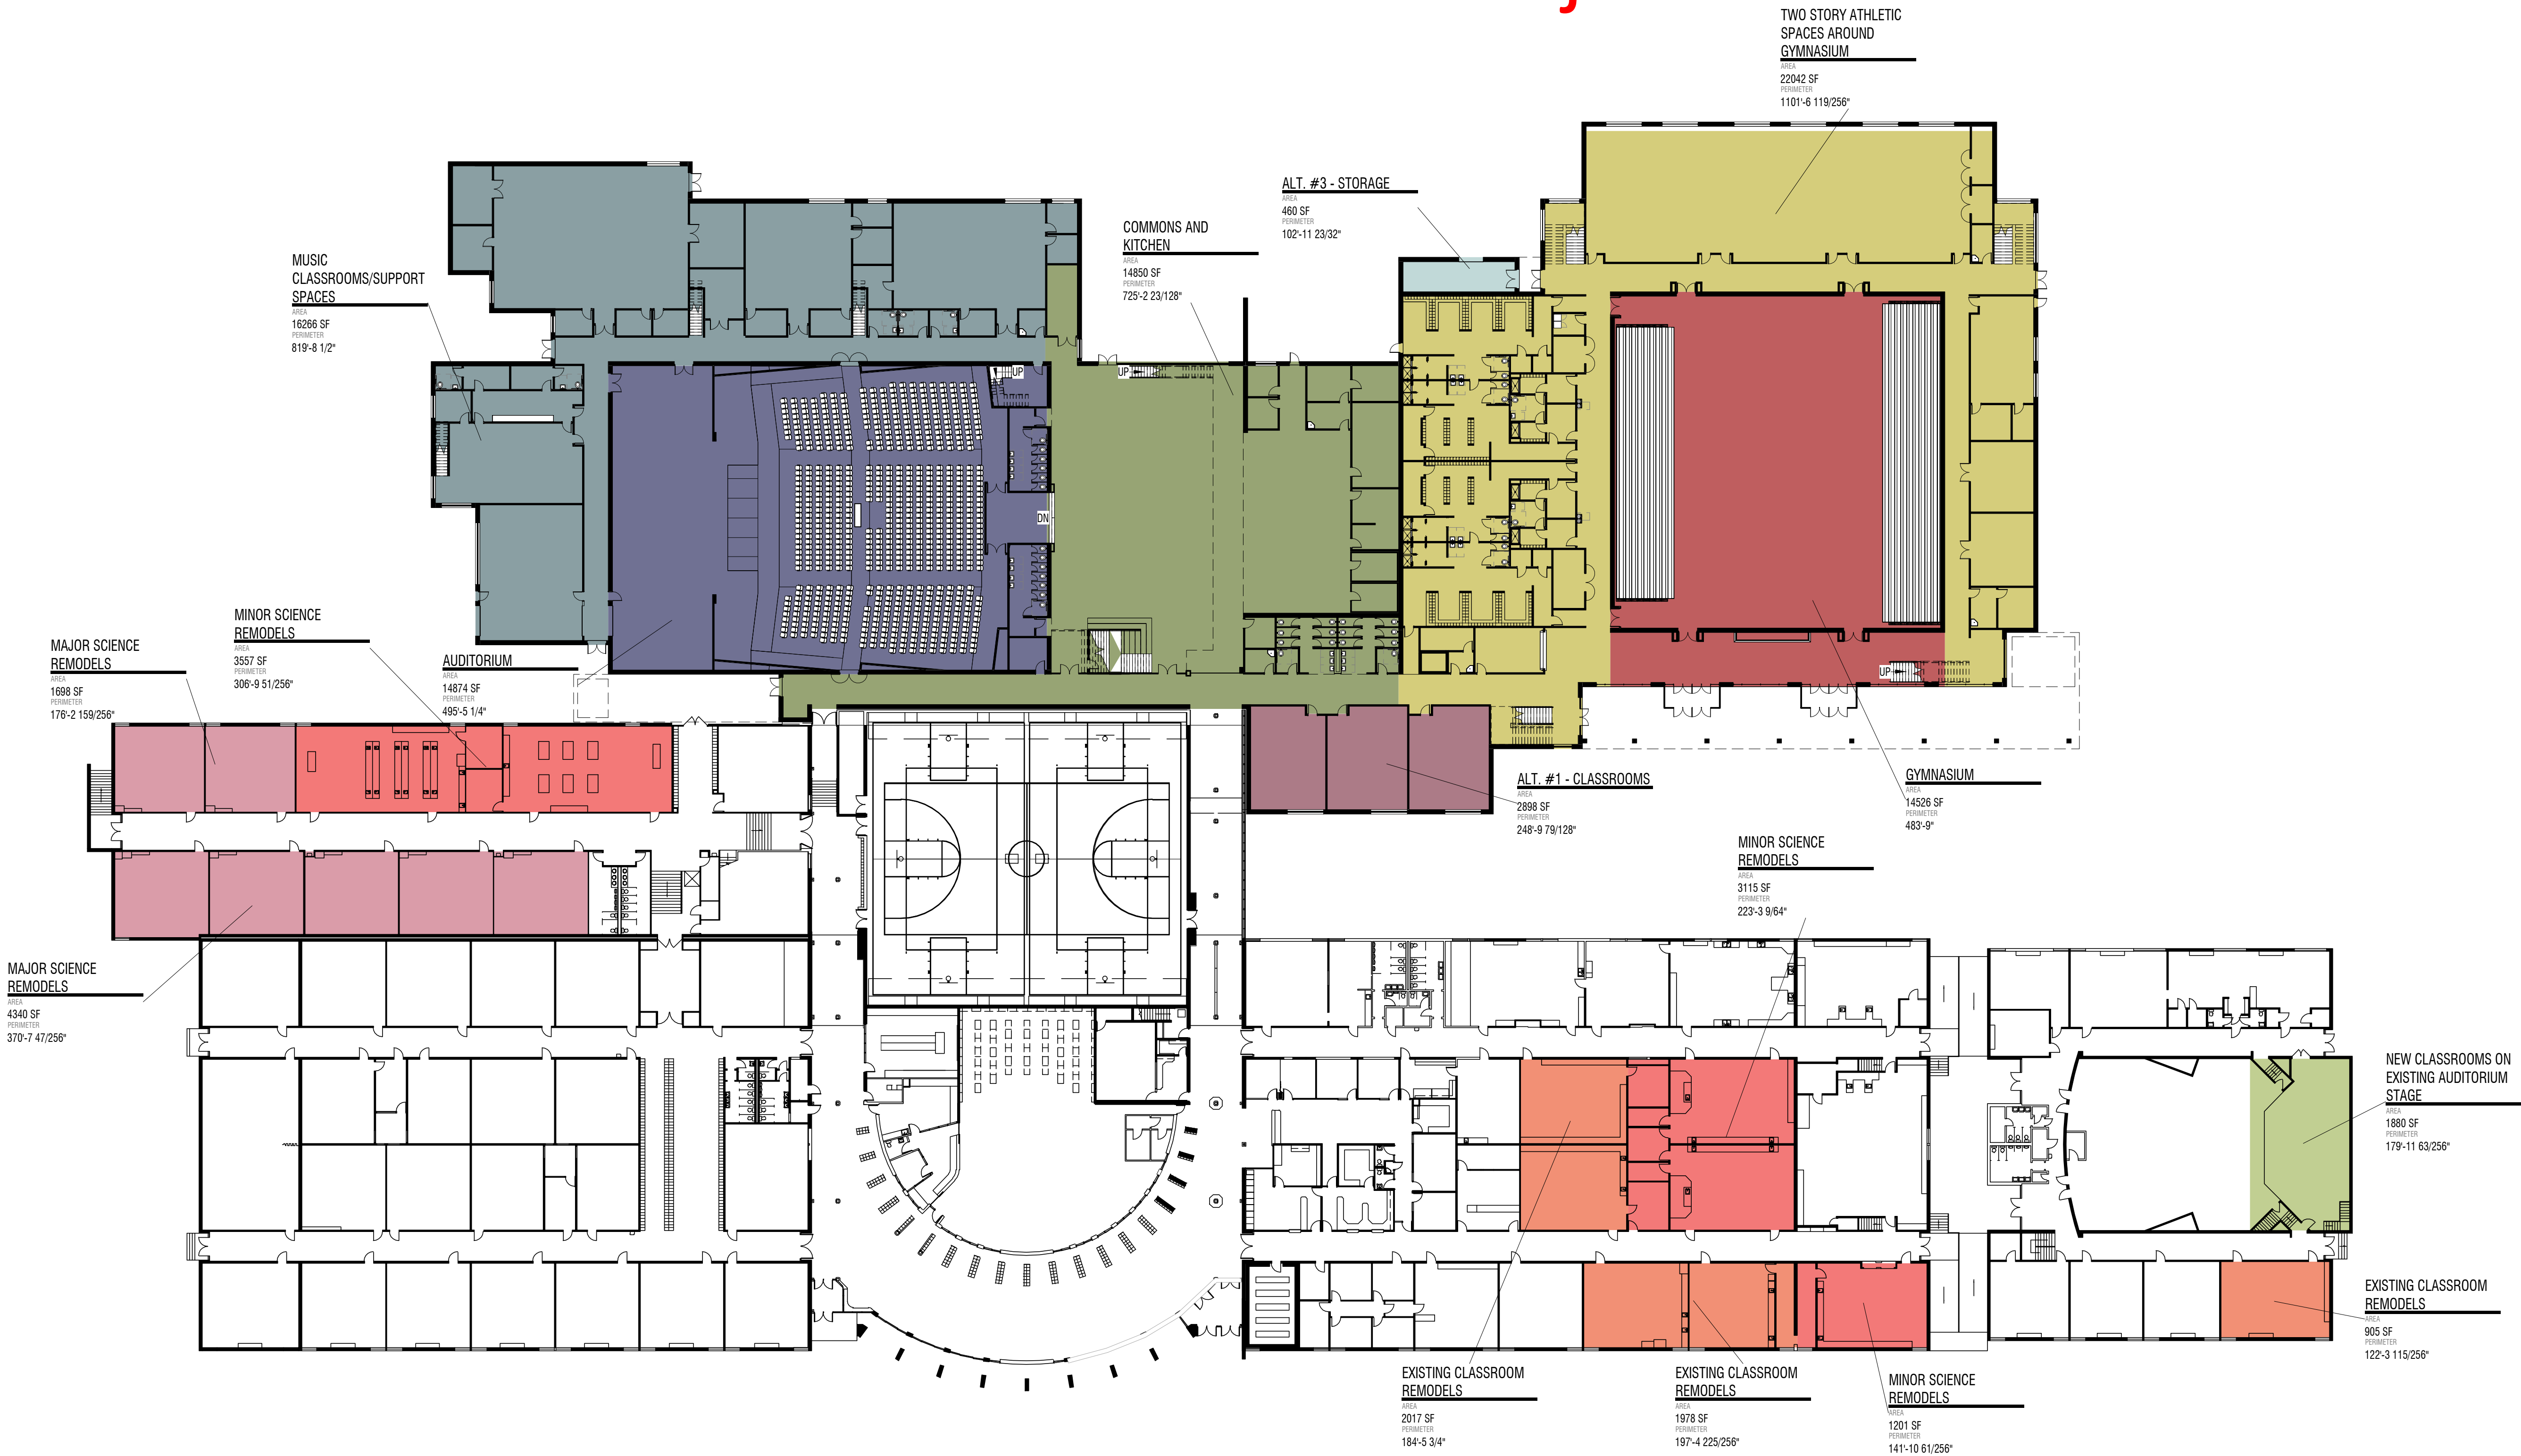 TWO STORY ATHLETIC
SPACES AROUND
GYMNASIUM
AREA
22042 SF
PERIMETER
1101'-6 119/256"
ALT. #3 - STORAGE
AREA
460 SF
PERIMETER
102'-11 23/32"
COMMONS AND
KITCHEN
AREA
14850 SF
PERIMETER
725'-2 23/128"
MUSIC
CLASSROOMS/SUPPORT
SPACES
AREA
16266 SF
PERIMETER
819'-8 1/2"
UP
UP
DN
UP
MINOR SCIENCE
REMODELS
AREA
3557 SF
PERIMETER
306'-9 51/256"
MAJOR SCIENCE
REMODELS
AREA
1698 SF
PERIMETER
176'-2 159/256"
AUDITORIUM
AREA
14874 SF
PERIMETER
495'-5 1/4"
ALT. #1 - CLASSROOMS
AREA
2898 SF
PERIMETER
248'-9 79/128"
GYMNASIUM
AREA
14526 SF
PERIMETER
483'-9"
MINOR SCIENCE
REMODELS
AREA
3115 SF
PERIMETER
223'-3 9/64"
MAJOR SCIENCE
REMODELS
AREA
4340 SF
PERIMETER
370'-7 47/256"
NEW CLASSROOMS ON
EXISTING AUDITORIUM
STAGE
AREA
1880 SF
PERIMETER
179'-11 63/256"
EXISTING CLASSROOM
REMODELS
AREA
905 SF
PERIMETER
122'-3 115/256"
EXISTING CLASSROOM
REMODELS
AREA
2017 SF
PERIMETER
184'-5 3/4"
EXISTING CLASSROOM
REMODELS
AREA
1978 SF
PERIMETER
197'-4 225/256"
MINOR SCIENCE
REMODELS
AREA
1201 SF
PERIMETER
141'-10 61/256"